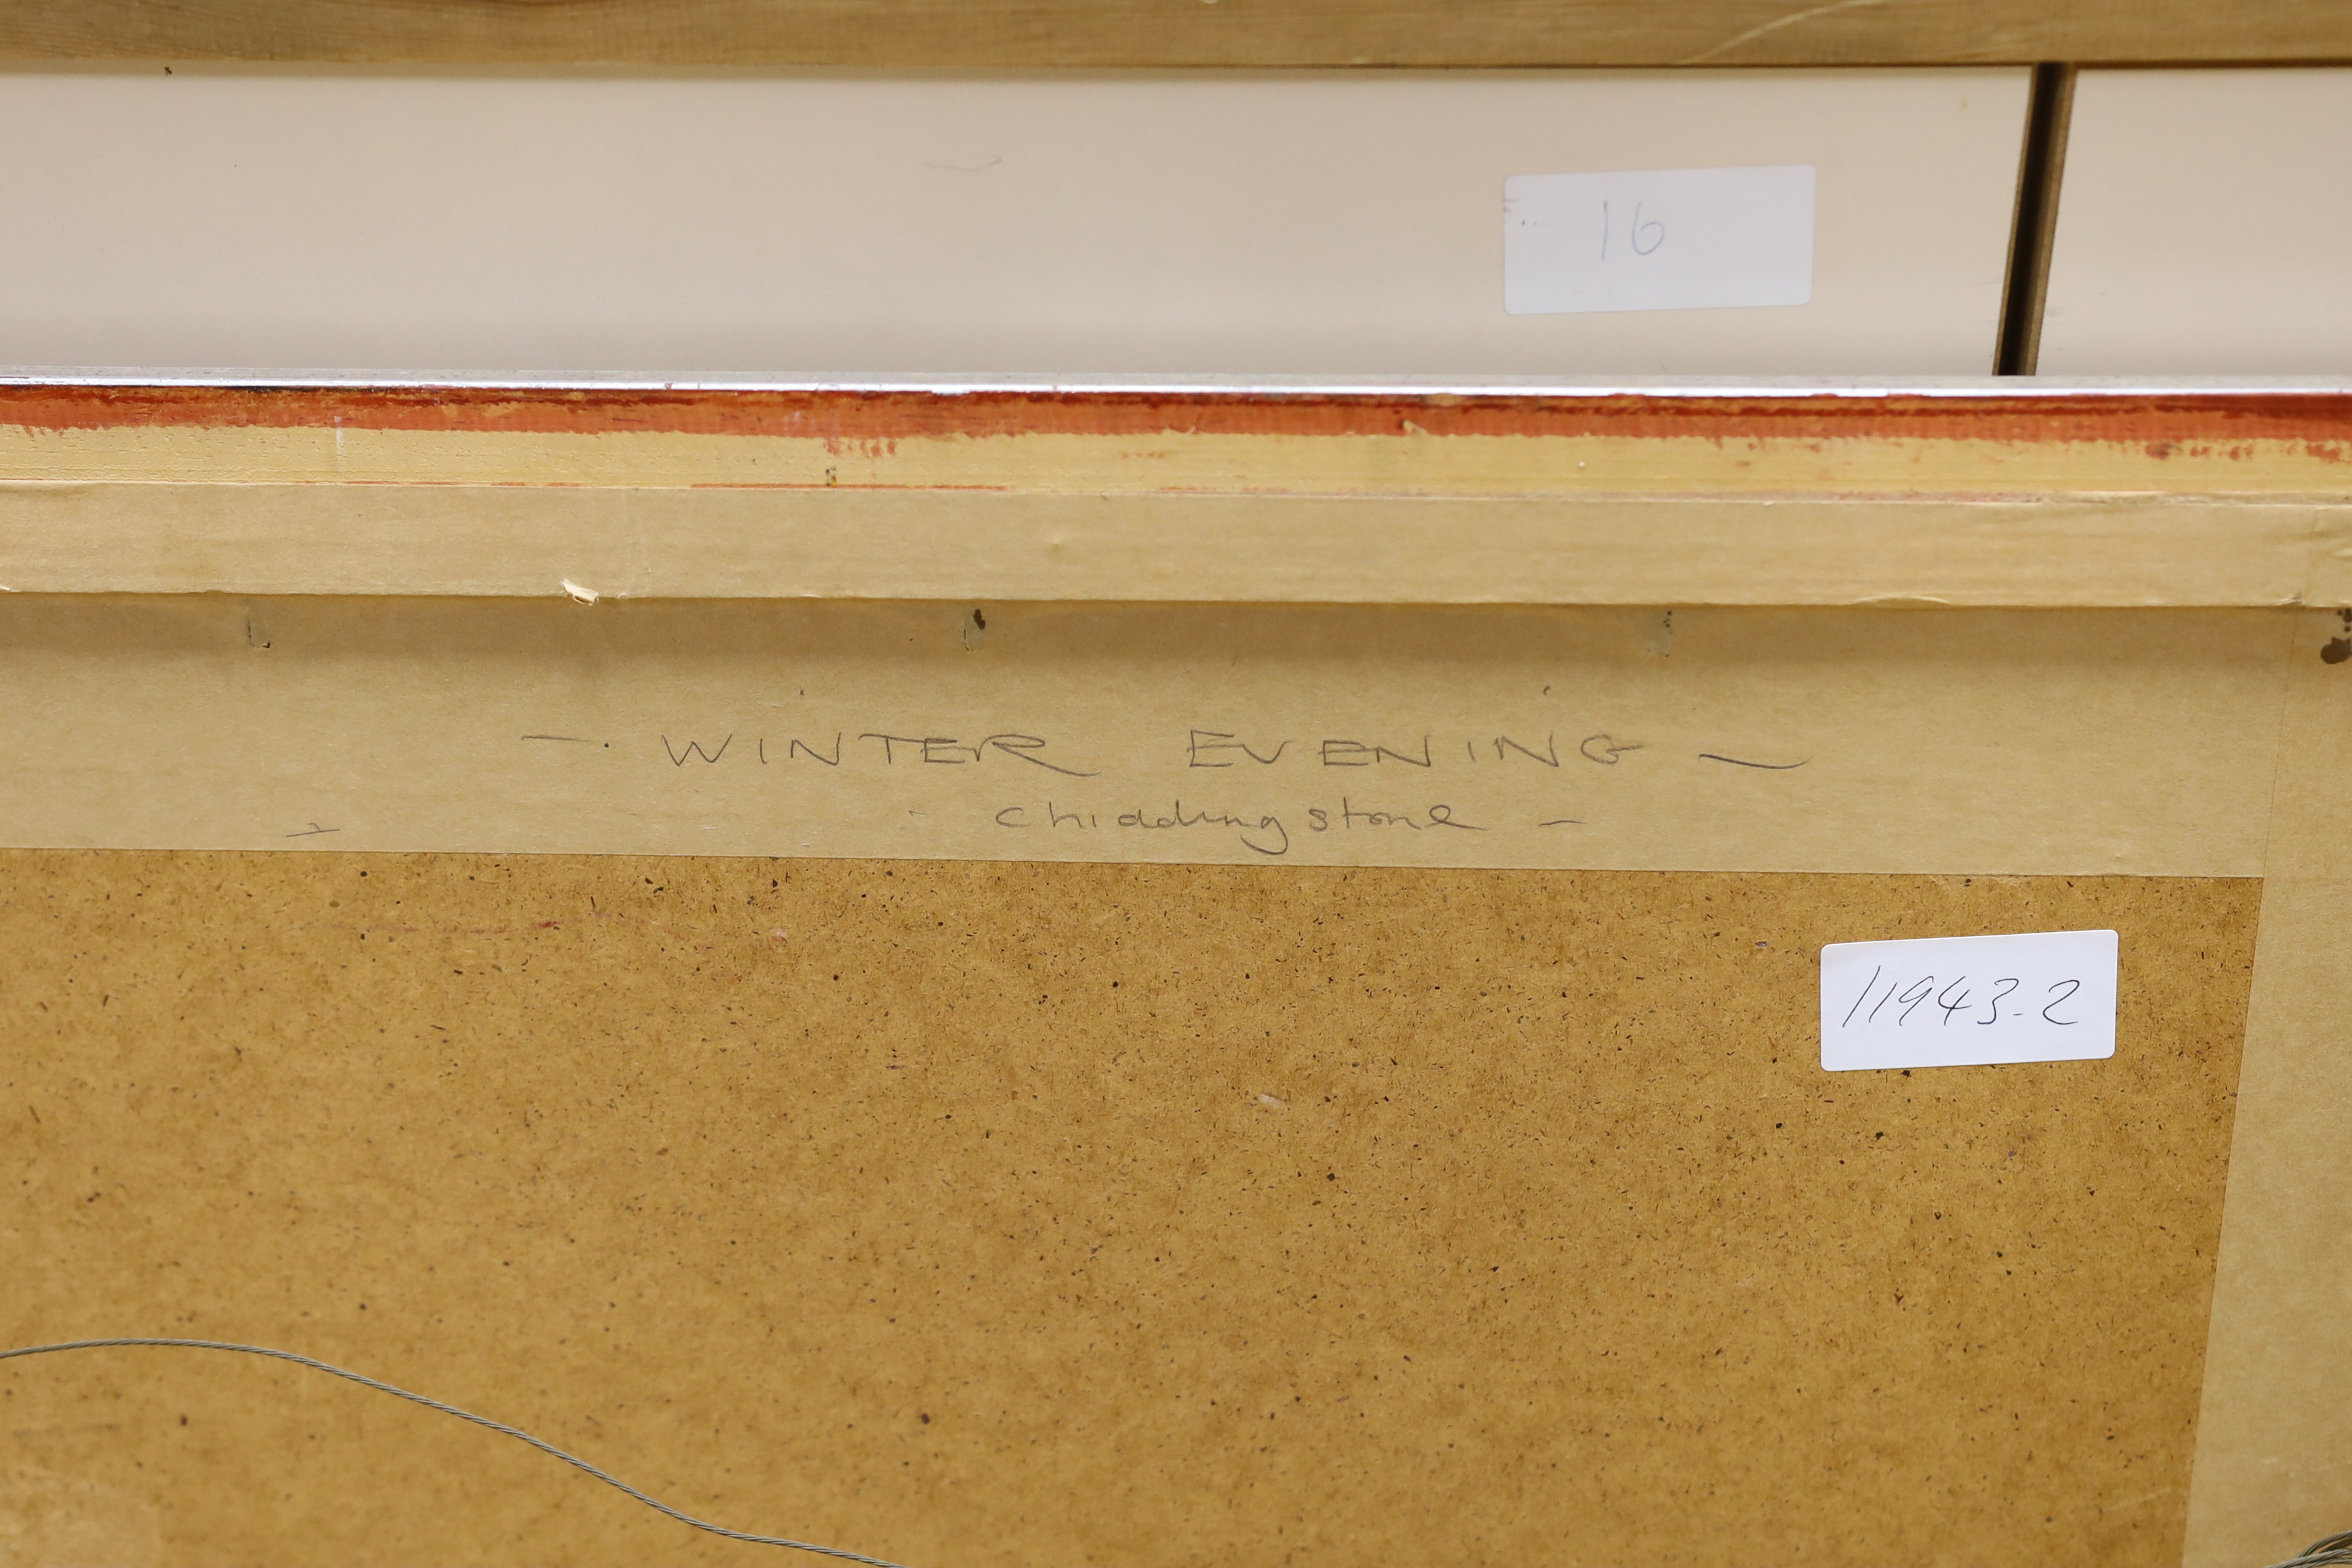 16
-. WINTER EVENING -
- Chiddingstone -
11943-2